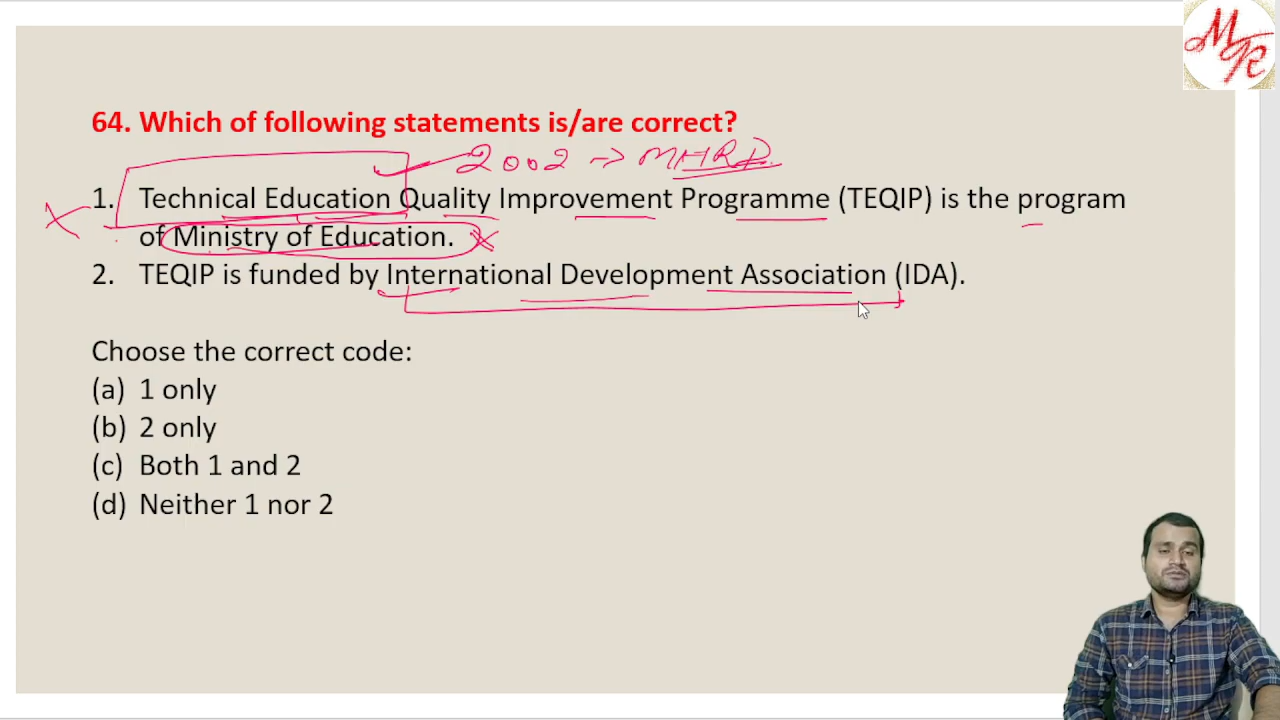 MR
64. Which of following statements is/are correct?
2002 → MHRD
1. Technical Education Quality Improvement Programme (TEQIP) is the program
of Ministry of Education.
2. TEQIP is funded by International Development Association (IDA).
Choose the correct code:
(a) 1 only
(b) 2 only
(c) Both 1 and 2
(d) Neither 1 nor 2